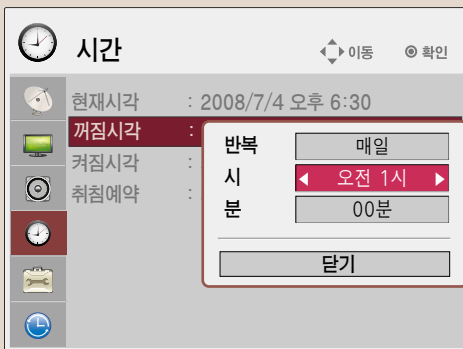 시간 이동 확인
현재시각 : 2008/7/4 오후 6:30
꺼짐시각 :
켜짐시각 :
취침예약 :
반복 매일
시 오전 1시
분 00분
닫기